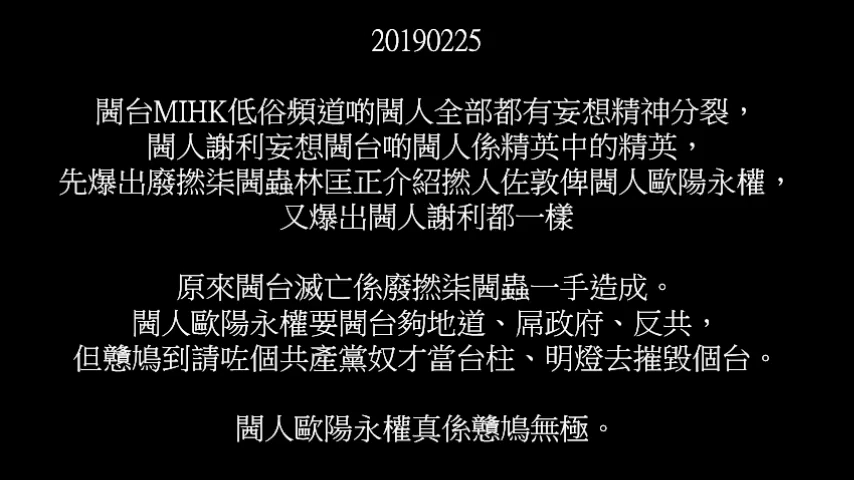 20190225
閪台MIHK低俗頻道啲閪人全部都有妄想精神分裂，
閪人謝利妄想閪台啲閪人係精英中的精英，
先爆出廢撚柒閪蟲林匡正介紹撚人佐敦俾閪人歐陽永權，
又爆出閪人謝利都一樣
原來閪台滅亡係廢撚柒閪蟲一手造成。
閪人歐陽永權要閪台夠地道、屌政府、反共，
但戇鳩到請咗個共產黨奴才當台柱、明燈去摧毀個台。
閪人歐陽永權真係戇鳩無極。